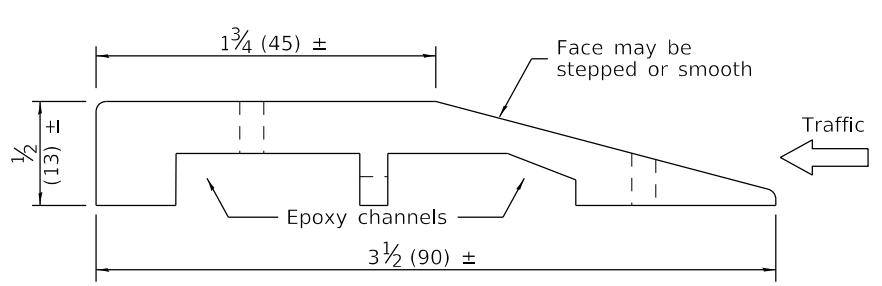 1¾ (45) ±
Face may be
stepped or smooth
Traffic
½
(13) ±
Epoxy channels
3½ (90) ±